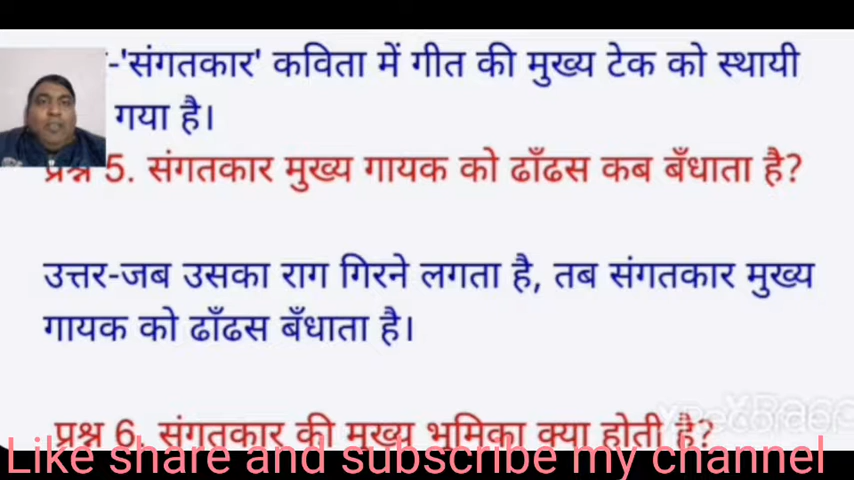 -'संगतकार' कविता में गीत की मुख्य टेक को स्थायी
गया है।
प्रश्न 5. संगतकार मुख्य गायक को ढाँढस कब बँधाता है?
उत्तर-जब उसका राग गिरने लगता है, तब संगतकार मुख्य
गायक को ढाँढस बँधाता है।
प्रश्न 6. संगतकार की मुख्य भूमिका क्या होती है?
Like share and subscribe my channel